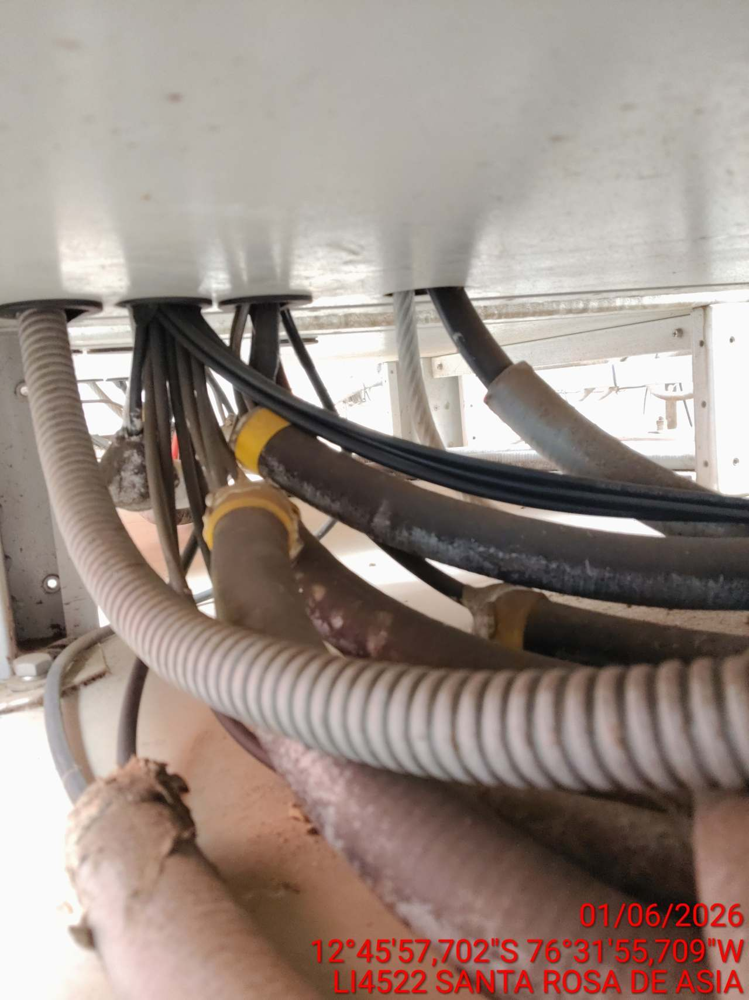 01/06/2026
12°45'57,702"S 76°31'55,709"W
LI4522 SANTA ROSA DE ASIA